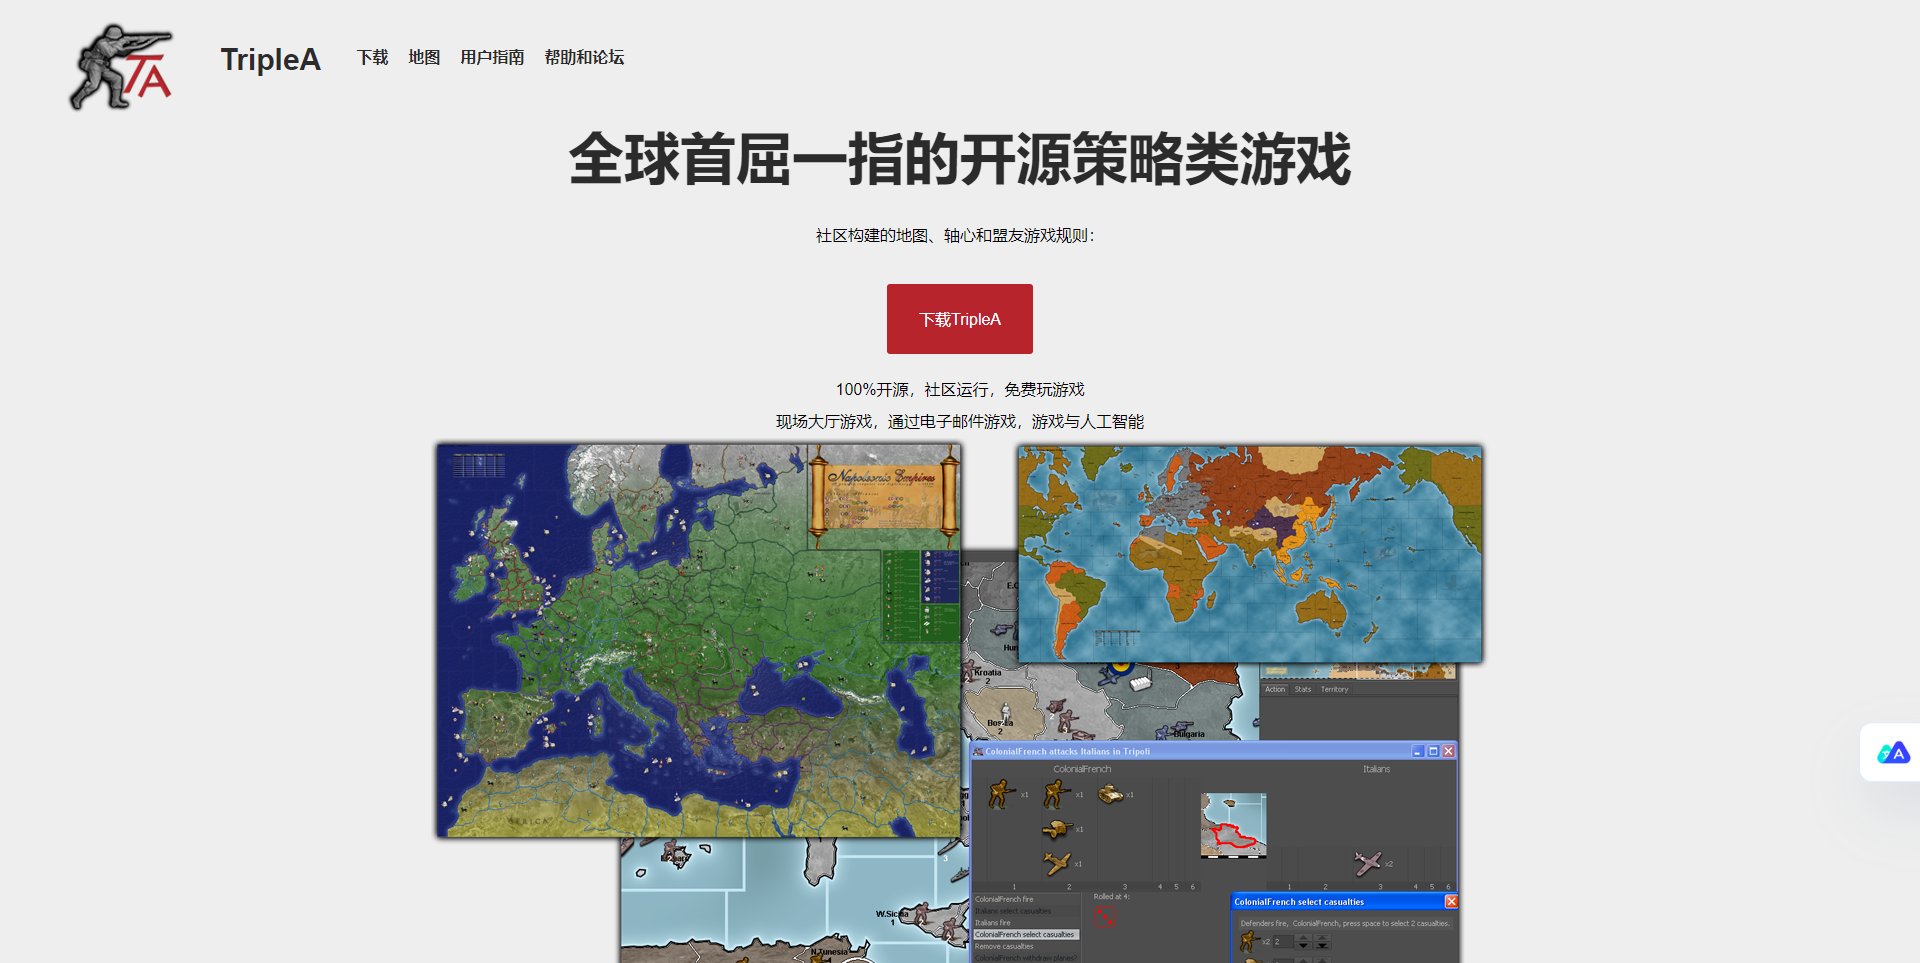 TA
TripleA
下载 地图 用户指南 帮助和论坛
全球首屈一指的开源策略类游戏
社区构建的地图、轴心和盟友游戏规则：
下载TripleA
100%开源，社区运行，免费玩游戏
现场大厅游戏，通过电子邮件游戏，游戏与人工智能
Napoleonic Empires
AFRICA
Kroatia
2
Bosnia
2
Bulgaria
Action Stats Territory
ColonialFrench attacks Italians in Tripoli
ColonialFrench Italians
x1 x1 x1
x1
x1 x2
1 2 3 4 5 6 1 2 3 4 5 6
ColonialFrench fire
Italians select casualties
Italians fire
ColonialFrench select casualties
Remove casualties
ColonialFrench withdraw planes?
Rolled at 4:
ColonialFrench select casualties
Defenders fire, ColonialFrench, press space to select 2 casualties.
x2 2
3
W.Sicilia
1
2
2
N.Tunesia
A